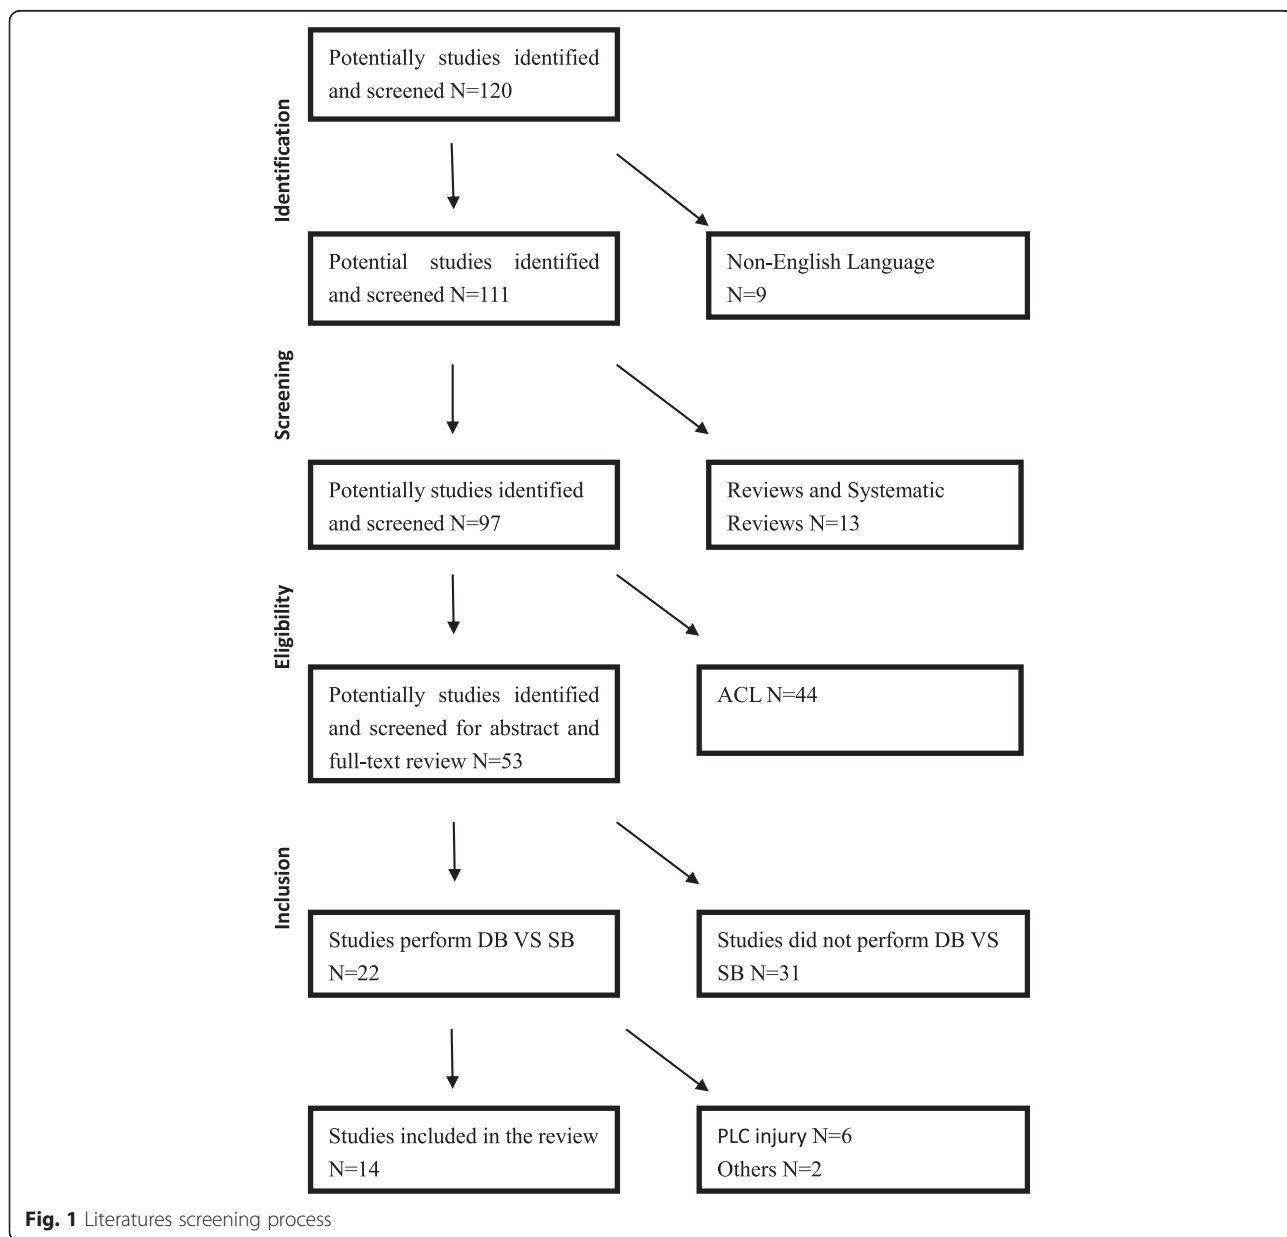 Identification
Potentially studies identified
and screened N=120
Potential studies identified
and screened N=111
Non-English Language
N=9
Screening
Potentially studies identified
and screened N=97
Reviews and Systematic
Reviews N=13
Eligibility
Potentially studies identified
and screened for abstract and
full-text review N=53
ACL N=44
Inclusion
Studies perform DB VS SB
N=22
Studies did not perform DB VS
SB N=31
Studies included in the review
N=14
PLC injury N=6
Others N=2
Fig. 1 Literatures screening process